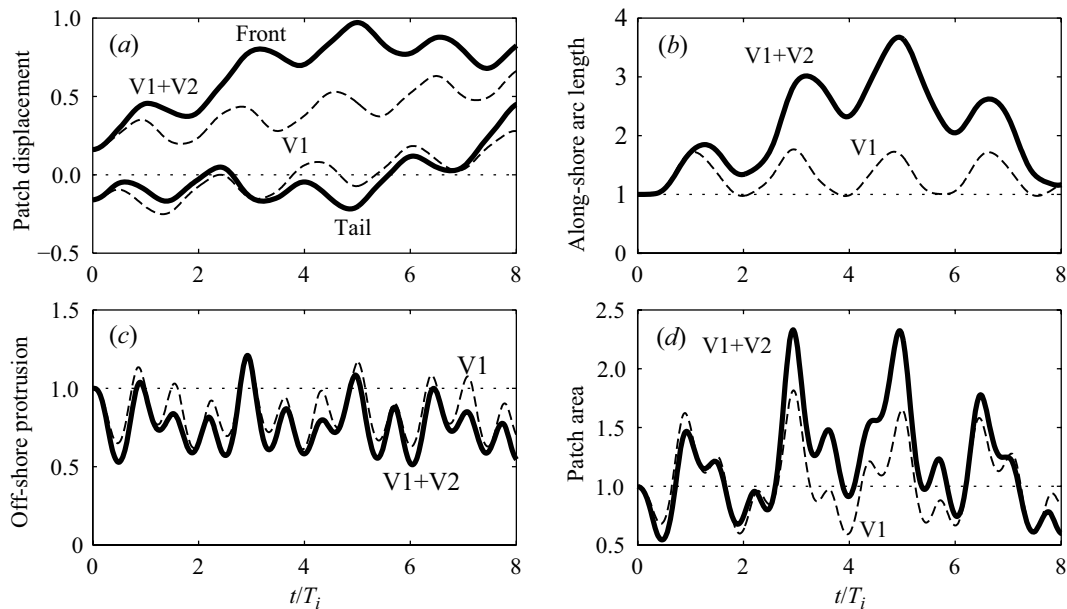 1.0
0.5
0.0
−0.5
Patch displacement
(a)
Front
V1+V2
V1
Tail
0
2
4
6
8
4
3
2
1
0
Along-shore arc length
(b)
V1+V2
V1
0
2
4
6
8
1.5
1.0
0.5
0
Off-shore protrusion
(c)
V1
V1+V2
0
2
4
6
8
t/T_i
2.5
2.0
1.5
1.0
0.5
Patch area
(d)
V1+V2
V1
0
2
4
6
8
t/T_i